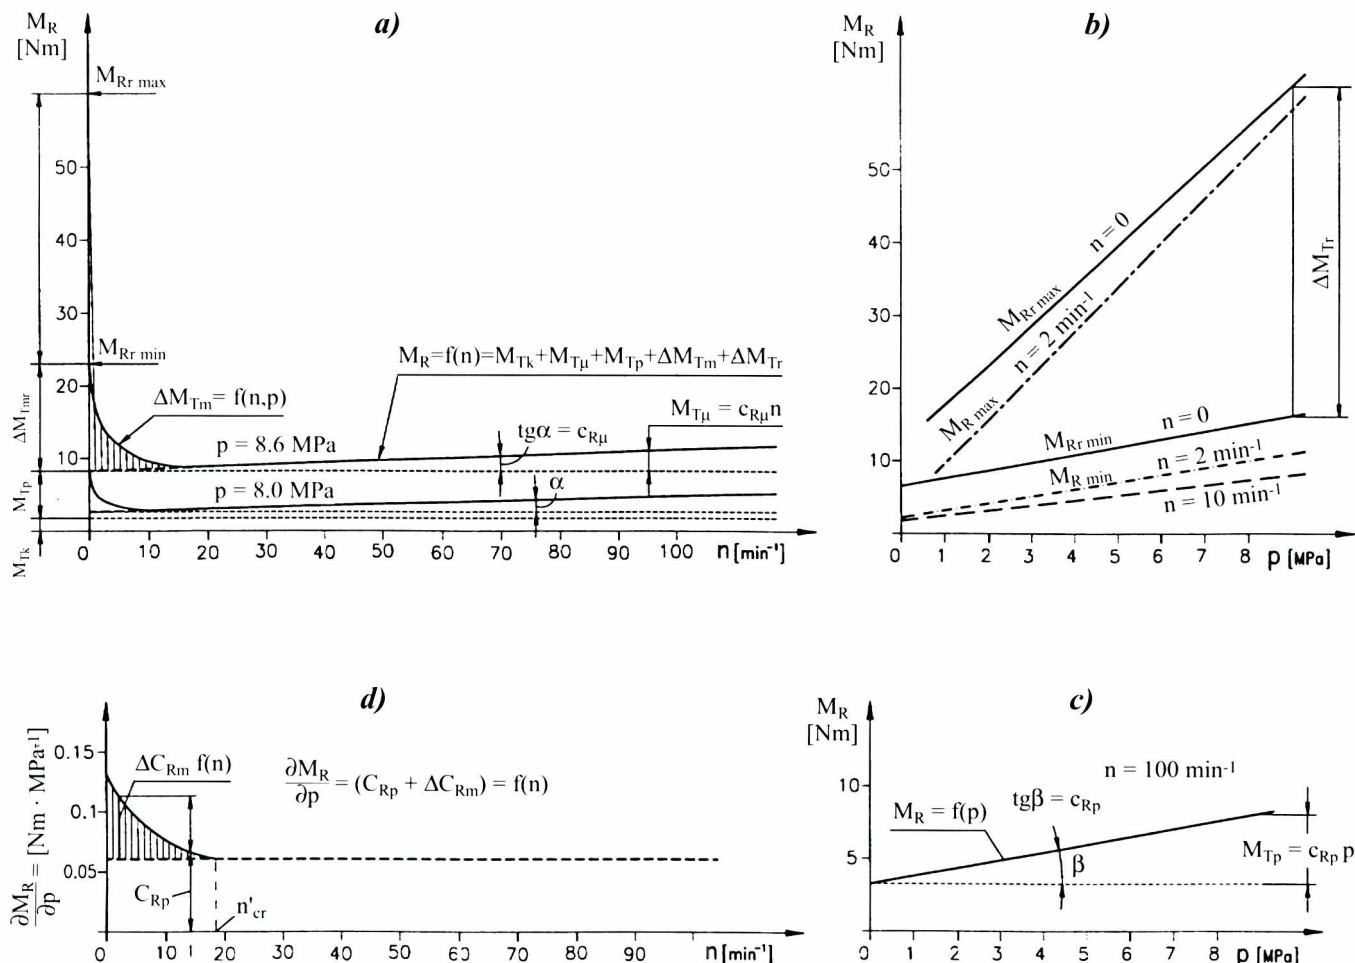 a)
M_R
[Nm]
M_Rr max
50
40
30
M_Rr min
20
10
0
ΔM_Tmr
M_Tp
M_Tk
M_R=f(n)=M_Tk+M_Tμ+M_Tp+ΔM_Tm+ΔM_Tr
ΔM_Tm= f(n,p)
M_Tμ = c_Rμn
tgα = c_Rμ
p = 8.6 MPa
p = 8.0 MPa
α
0 10 20 30 40 50 60 70 80 90 100 n [min⁻¹]
b)
M_R
[Nm]
50
40
30
20
10
0
n = 0
M_Rr max
n = 2 min⁻¹
M_R max
ΔM_Tr
n = 0
M_Rr min
n = 2 min⁻¹
M_R min
n = 10 min⁻¹
0 1 2 3 4 5 6 7 8 p [MPa]
d)
∂M_R/∂p = [Nm · MPa⁺¹]
0.15
0.1
0.05
0
ΔC_Rm f(n)
∂M_R/∂p = (C_Rp + ΔC_Rm) = f(n)
C_Rp
n'_cr
0 10 20 30 40 50 60 70 80 90 n [min⁻¹]
c)
M_R
[Nm]
n = 100 min⁻¹
10
tgβ = c_Rp
M_R = f(p)
5
β
M_Tp = c_Rp p
0 1 2 3 4 5 6 7 8 p [MPa]